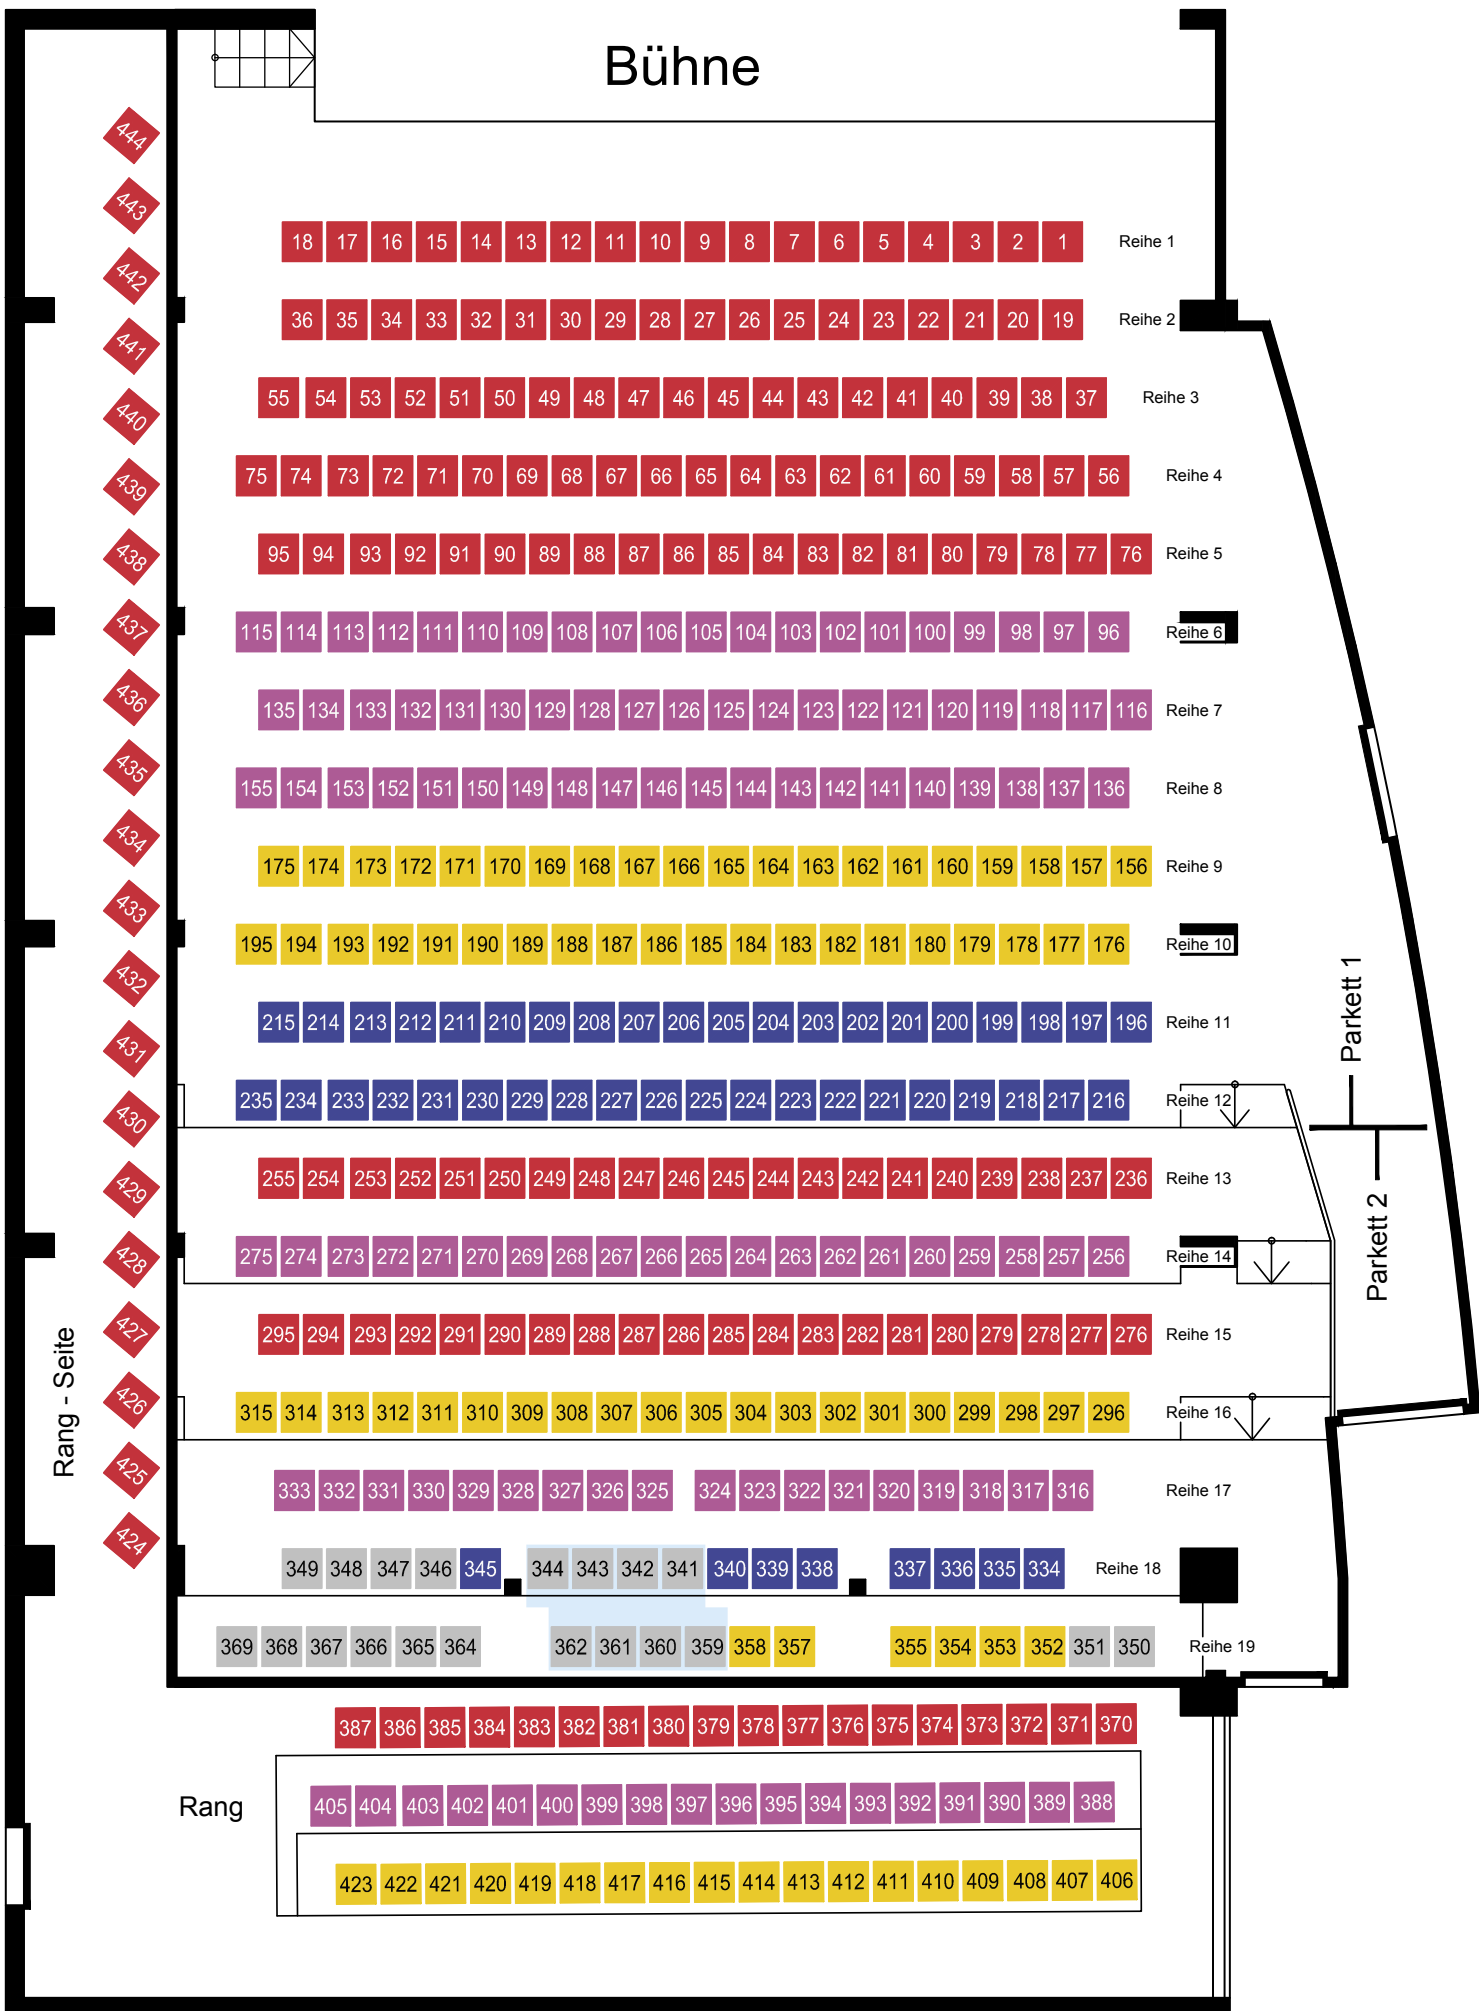 Bühne
18 17 16 15 14 13 12 11 10 9 8 7 6 5 4 3 2 1 Reihe 1
36 35 34 33 32 31 30 29 28 27 26 25 24 23 22 21 20 19 Reihe 2
55 54 53 52 51 50 49 48 47 46 45 44 43 42 41 40 39 38 37 Reihe 3
75 74 73 72 71 70 69 68 67 66 65 64 63 62 61 60 59 58 57 56 Reihe 4
95 94 93 92 91 90 89 88 87 86 85 84 83 82 81 80 79 78 77 76 Reihe 5
115 114 113 112 111 110 109 108 107 106 105 104 103 102 101 100 99 98 97 96 Reihe 6
135 134 133 132 131 130 129 128 127 126 125 124 123 122 121 120 119 118 117 116 Reihe 7
155 154 153 152 151 150 149 148 147 146 145 144 143 142 141 140 139 138 137 136 Reihe 8
175 174 173 172 171 170 169 168 167 166 165 164 163 162 161 160 159 158 157 156 Reihe 9
195 194 193 192 191 190 189 188 187 186 185 184 183 182 181 180 179 178 177 176 Reihe 10
215 214 213 212 211 210 209 208 207 206 205 204 203 202 201 200 199 198 197 196 Reihe 11
235 234 233 232 231 230 229 228 227 226 225 224 223 222 221 220 219 218 217 216 Reihe 12
255 254 253 252 251 250 249 248 247 246 245 244 243 242 241 240 239 238 237 236 Reihe 13
275 274 273 272 271 270 269 268 267 266 265 264 263 262 261 260 259 258 257 256 Reihe 14
295 294 293 292 291 290 289 288 287 286 285 284 283 282 281 280 279 278 277 276 Reihe 15
315 314 313 312 311 310 309 308 307 306 305 304 303 302 301 300 299 298 297 296 Reihe 16
333 332 331 330 329 328 327 326 325 324 323 322 321 320 319 318 317 316 Reihe 17
349 348 347 346 345 344 343 342 341 340 339 338 337 336 335 334 Reihe 18
369 368 367 366 365 364 362 361 360 359 358 357 355 354 353 352 351 350 Reihe 19
387 386 385 384 383 382 381 380 379 378 377 376 375 374 373 372 371 370
Rang
405 404 403 402 401 400 399 398 397 396 395 394 393 392 391 390 389 388
423 422 421 420 419 418 417 416 415 414 413 412 411 410 409 408 407 406
444
443
442
441
440
439
438
437
436
435
434
433
432
431
430
429
428
427
426
425
424
Rang - Seite
Parkett 1
Parkett 2